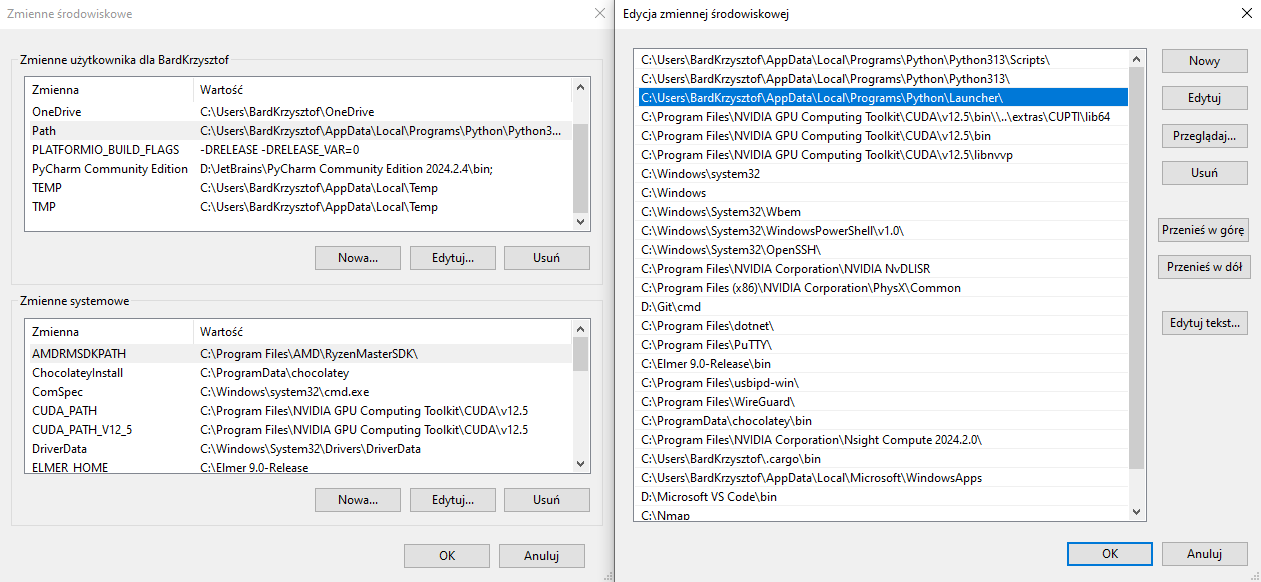 Zmienne środowiskowe
Zmienne użytkownika dla BardKrzysztof
Zmienna Wartość
OneDrive C:\Users\BardKrzysztof\OneDrive
Path C:\Users\BardKrzysztof\AppData\Local\Programs\Python\Python3...
PLATFORMIO_BUILD_FLAGS -DRELEASE -DRELEASE_VAR=0
PyCharm Community Edition D:\JetBrains\PyCharm Community Edition 2024.2.4\bin;
TEMP C:\Users\BardKrzysztof\AppData\Local\Temp
TMP C:\Users\BardKrzysztof\AppData\Local\Temp
Nowa... Edytuj... Usuń
Zmienne systemowe
Zmienna Wartość
AMDRMSDKPATH C:\Program Files\AMD\RyzenMasterSDK\
ChocolateyInstall C:\ProgramData\chocolatey
ComSpec C:\Windows\system32\cmd.exe
CUDA_PATH C:\Program Files\NVIDIA GPU Computing Toolkit\CUDA\v12.5
CUDA_PATH_V12_5 C:\Program Files\NVIDIA GPU Computing Toolkit\CUDA\v12.5
DriverData C:\Windows\System32\Drivers\DriverData
ELMER_HOME C:\Elmer 9.0-Release
Nowa... Edytuj... Usuń
OK Anuluj
Edycja zmiennej środowiskowej
C:\Users\BardKrzysztof\AppData\Local\Programs\Python\Python313\Scripts\
C:\Users\BardKrzysztof\AppData\Local\Programs\Python\Python313\
C:\Users\BardKrzysztof\AppData\Local\Programs\Python\Launcher\
C:\Program Files\NVIDIA GPU Computing Toolkit\CUDA\v12.5\bin\\..\extras\CUPTI\lib64
C:\Program Files\NVIDIA GPU Computing Toolkit\CUDA\v12.5\bin
C:\Program Files\NVIDIA GPU Computing Toolkit\CUDA\v12.5\libnvvp
C:\Windows\system32
C:\Windows
C:\Windows\System32\Wbem
C:\Windows\System32\WindowsPowerShell\v1.0\
C:\Windows\System32\OpenSSH\
C:\Program Files\NVIDIA Corporation\NVIDIA NvDLISR
C:\Program Files (x86)\NVIDIA Corporation\PhysX\Common
D:\Git\cmd
C:\Program Files\dotnet\
C:\Program Files\PuTTY\
C:\Elmer 9.0-Release\bin
C:\Program Files\usbipd-win\
C:\Program Files\WireGuard\
C:\ProgramData\chocolatey\bin
C:\Program Files\NVIDIA Corporation\Nsight Compute 2024.2.0\
C:\Users\BardKrzysztof\.cargo\bin
C:\Users\BardKrzysztof\AppData\Local\Microsoft\WindowsApps
D:\Microsoft VS Code\bin
C:\Nmap
Nowy
Edytuj
Przeglądaj...
Usuń
Przenieś w górę
Przenieś w dół
Edytuj tekst...
OK Anuluj